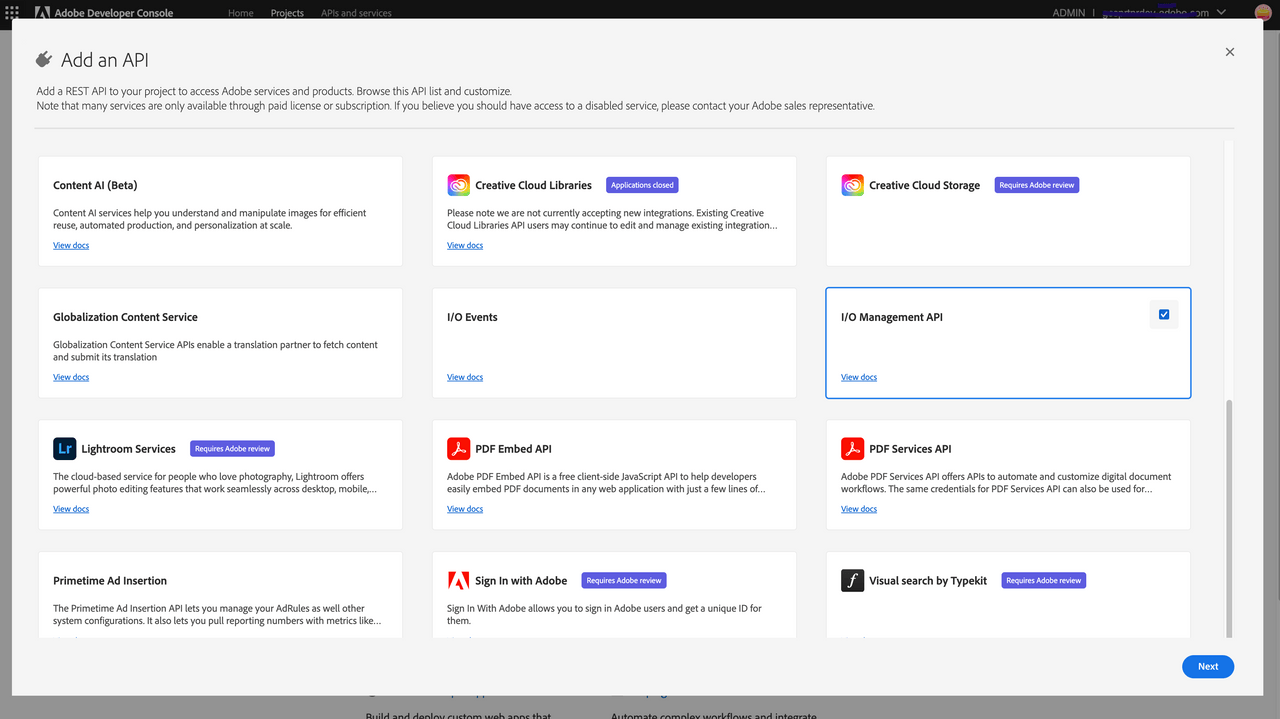 Adobe Developer Console Home Projects APIs and services ADMIN |
Add an API
Add a REST API to your project to access Adobe services and products. Browse this API list and customize.
Note that many services are only available through paid license or subscription. If you believe you should have access to a disabled service, please contact your Adobe sales representative.
Content AI (Beta)
Content AI services help you understand and manipulate images for efficient
reuse, automated production, and personalization at scale.
View docs
Creative Cloud Libraries Applications closed
Please note we are not currently accepting new integrations. Existing Creative
Cloud Libraries API users may continue to edit and manage existing integration…
View docs
Creative Cloud Storage Requires Adobe review
Globalization Content Service
Globalization Content Service APIs enable a translation partner to fetch content
and submit its translation
View docs
I/O Events
View docs
I/O Management API
View docs
Lr Lightroom Services Requires Adobe review
The cloud-based service for people who love photography, Lightroom offers
powerful photo editing features that work seamlessly across desktop, mobile,…
View docs
PDF Embed API
Adobe PDF Embed API is a free client-side JavaScript API to help developers
easily embed PDF documents in any web application with just a few lines of…
View docs
PDF Services API
Adobe PDF Services API offers APIs to automate and customize digital document
workflows. The same credentials for PDF Services API can also be used for…
View docs
Primetime Ad Insertion
The Primetime Ad Insertion API lets you manage your AdRules as well other
system configurations. It also lets you pull reporting numbers with metrics like…
Sign In with Adobe Requires Adobe review
Sign In With Adobe allows you to sign in Adobe users and get a unique ID for
them.
f Visual search by Typekit Requires Adobe review
Next
Build and deploy custom web apps that
Automate complex workflows and integrate